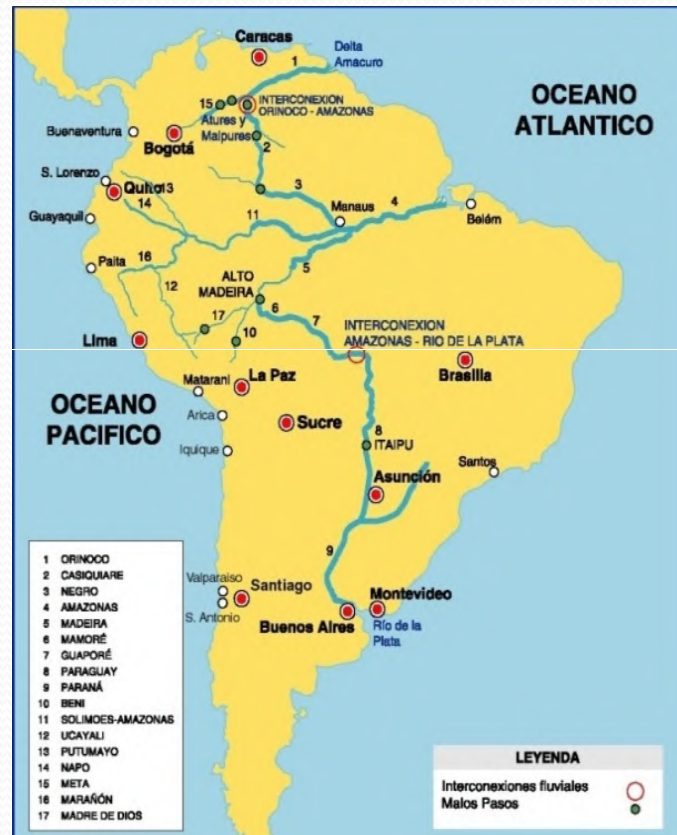 Caracas
1
Delta
Amacuro
INTERCONEXION
ORINOCO - AMAZONAS
OCEANO
ATLANTICO
15
Atures y
Maipures
Buenaventura
Bogotá
2
S. Lorenzo
Quito
13
3
14
Manaus
4
Belém
Guayaquil
11
Paita
16
12
5
ALTO
MADEIRA
6
7
17
10
INTERCONEXION
AMAZONAS - RIO DE LA PLATA
Lima
Brasilia
Matarani
La Paz
OCEANO
PACIFICO
Arica
Sucre
8
ITAIPU
Iquique
Santos
Asunción
9
Valparaiso
Santiago
S. Antonio
Montevideo
Buenos Aires
Río de la
Plata
1 ORINOCO
2 CASIQUIARE
3 NEGRO
4 AMAZONAS
5 MADEIRA
6 MAMORÉ
7 GUAPORÉ
8 PARAGUAY
9 PARANÁ
10 BENI
11 SOLIMOES-AMAZONAS
12 UCAYALI
13 PUTUMAYO
14 NAPO
15 META
16 MARAÑÓN
17 MADRE DE DIOS
LEYENDA
Interconexiones fluviales
Malos Pasos